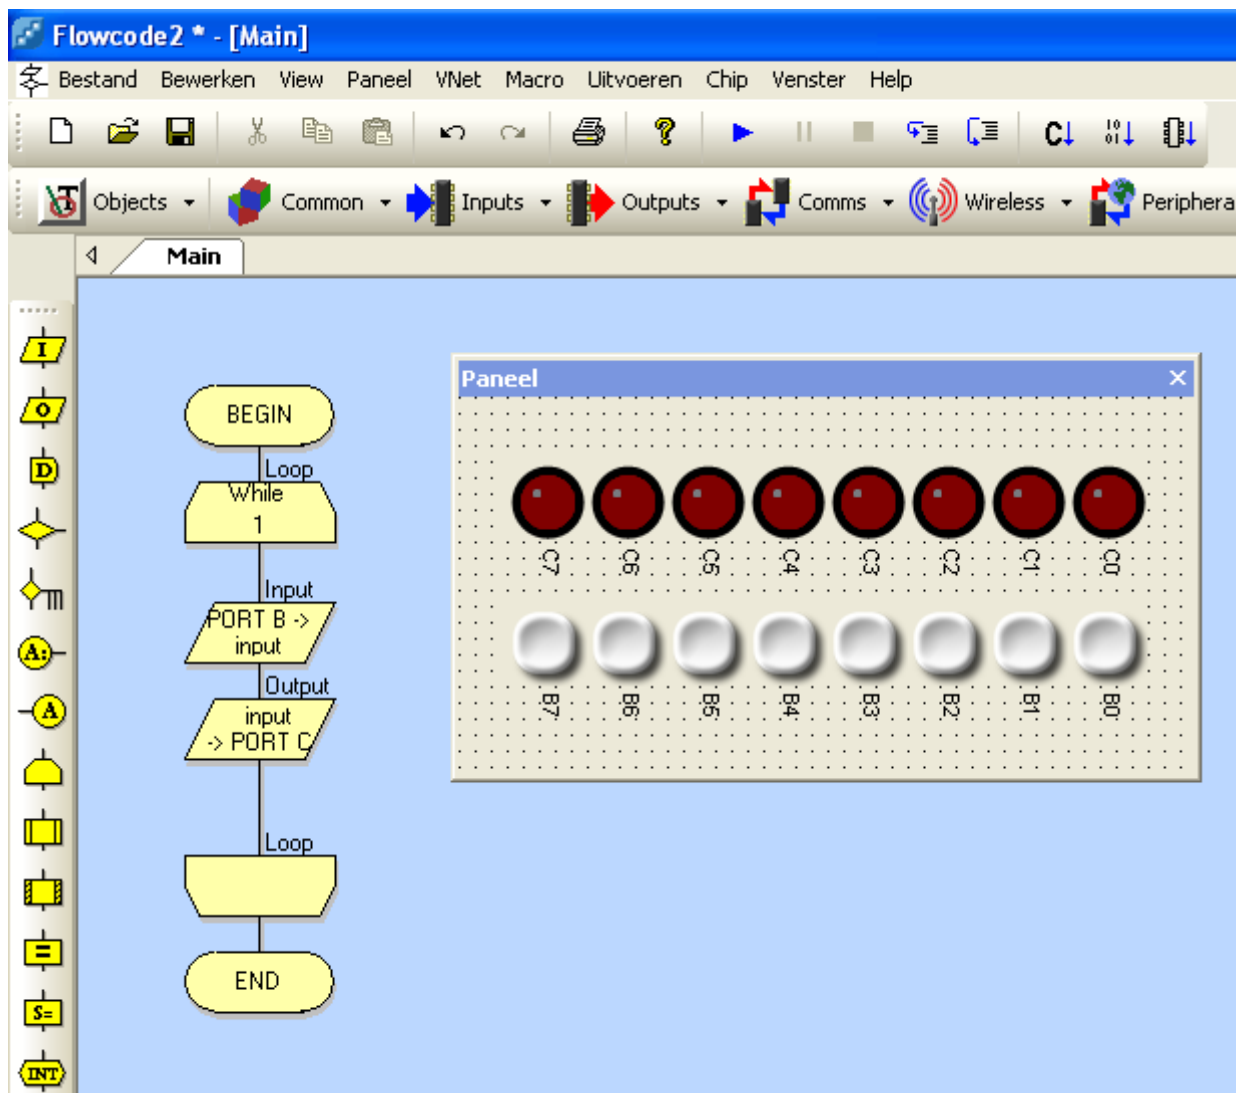 Flowcode2 * - [Main]
Bestand Bewerken View Paneel VNet Macro Uitvoeren Chip Venster Help
Objects Common Inputs Outputs Comms Wireless Periphera
Main
BEGIN
Loop
While
1
Input
PORT B ->
input
Output
input
-> PORT C
Loop
END
Paneel
C7 C6 C5 C4 C3 C2 C1 C0
B7 B6 B5 B4 B3 B2 B1 B0
I
O
D
A:
A
=
S=
INT